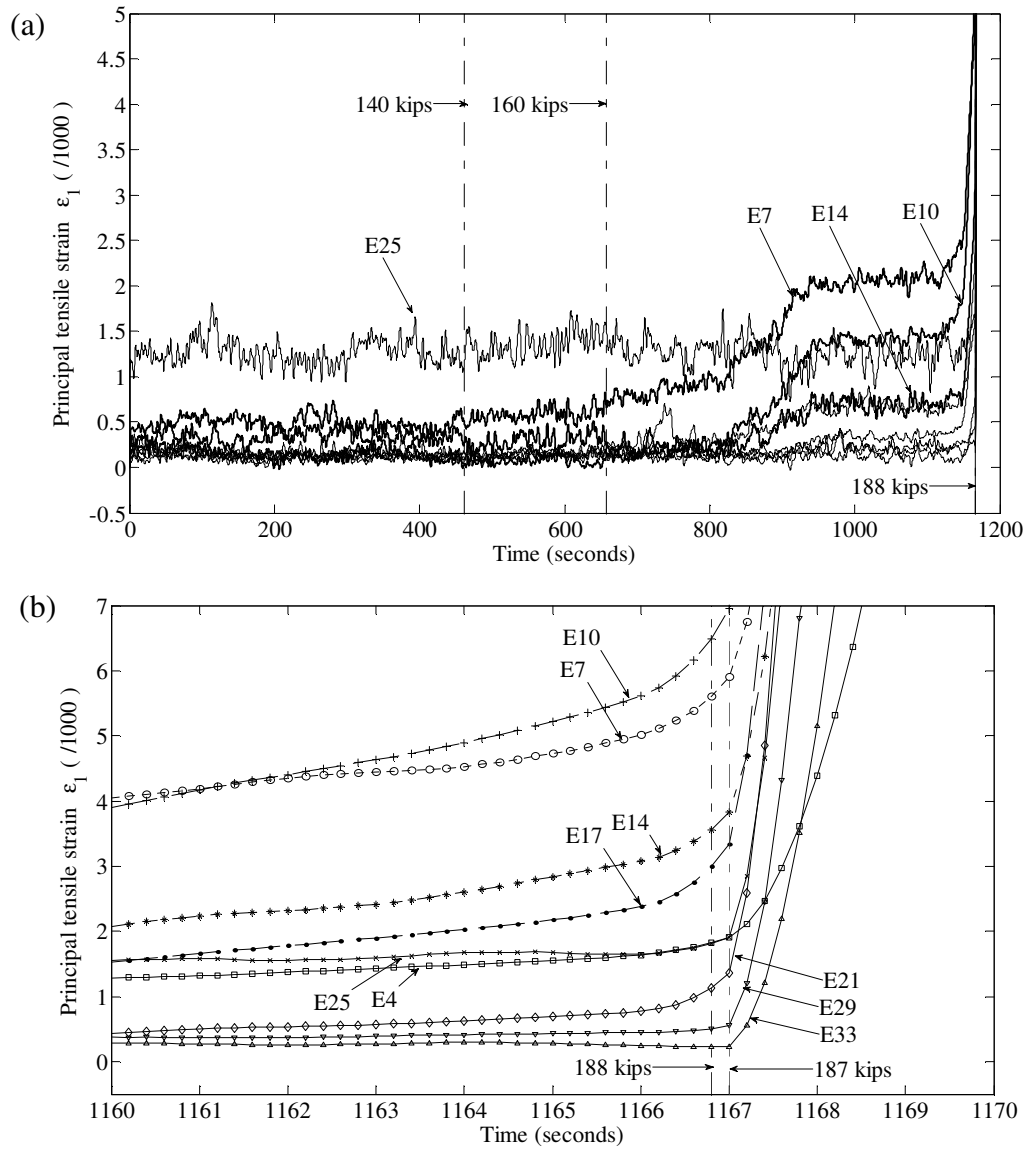 (a)
Principal tensile strain ε1 ( /1000 )
5
4.5
4
3.5
3
2.5
2
1.5
1
0.5
0
-0.5
140 kips
160 kips
E25
E7
E14
E10
188 kips
0
200
400
600
800
1000
1200
Time (seconds)
(b)
Principal tensile strain ε1 ( /1000 )
7
6
5
4
3
2
1
0
E10
E7
E14
E17
E25
E4
E21
E29
E33
188 kips
187 kips
1160
1161
1162
1163
1164
1165
1166
1167
1168
1169
1170
Time (seconds)